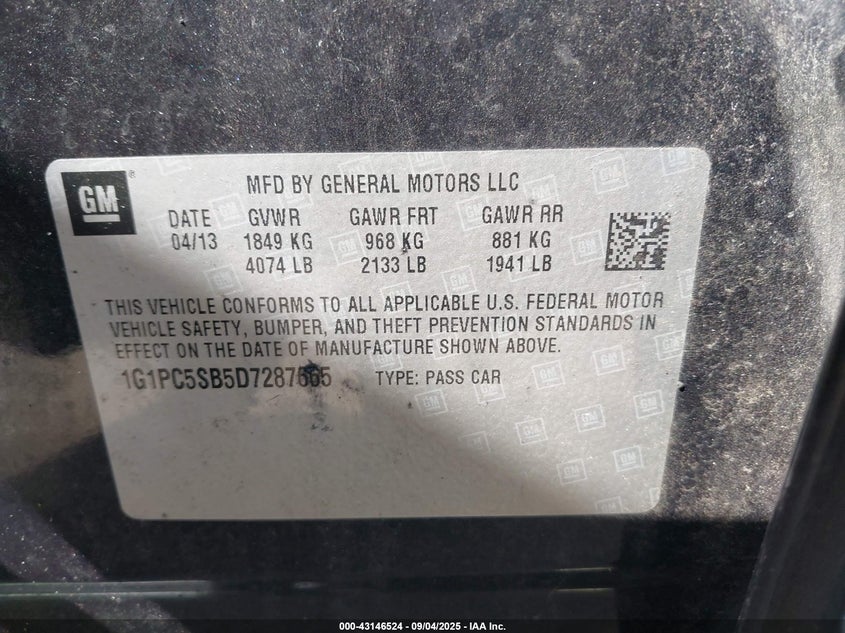 GM
®
MFD BY GENERAL MOTORS LLC
DATE GVWR GAWR FRT GAWR RR
04/13 1849 KG 968 KG 881 KG
4074 LB 2133 LB 1941 LB
THIS VEHICLE CONFORMS TO ALL APPLICABLE U.S. FEDERAL MOTOR
VEHICLE SAFETY, BUMPER, AND THEFT PREVENTION STANDARDS IN
EFFECT ON THE DATE OF MANUFACTURE SHOWN ABOVE.
1G1PC5SB5D7287665 TYPE: PASS CAR
000-43146524 - 09/04/2025 - IAA Inc.